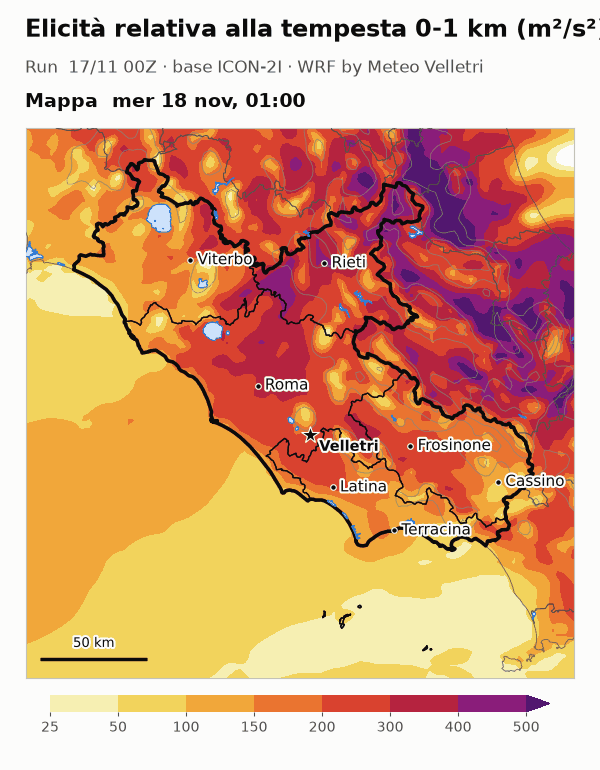 Elicità relativa alla tempesta 0-1 km (m²/s²)
Run 17/11 00Z · base ICON-2I · WRF by Meteo Velletri
Mappa mer 18 nov, 01:00
Viterbo
Rieti
Roma
Velletri
Frosinone
Cassino
Latina
Terracina
50 km
25 50 100 150 200 300 400 500